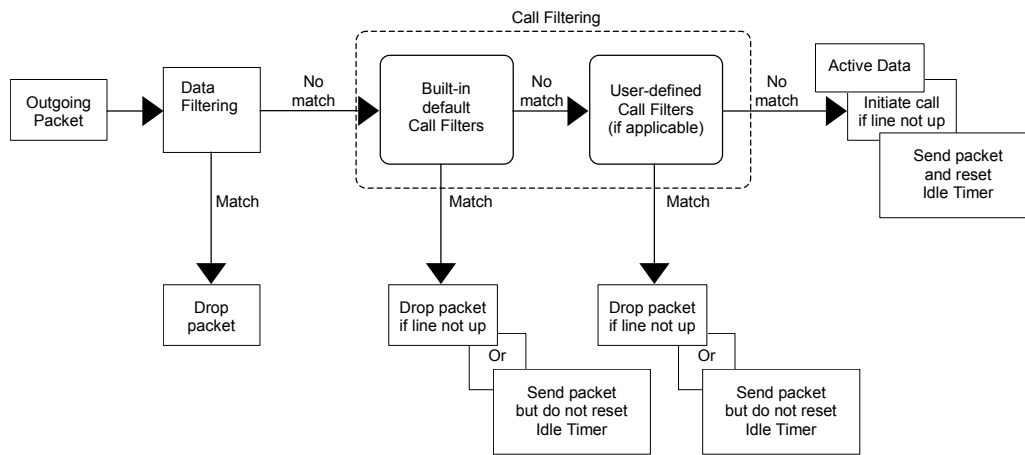 Call Filtering
Outgoing
Packet
Data
Filtering
No
match
Built-in
default
Call Filters
No
match
User-defined
Call Filters
(if applicable)
No
match
Active Data
Initiate call
if line not up
Send packet
and reset
Idle Timer
Match
Match
Match
Drop
packet
Drop packet
if line not up
Or
Send packet
but do not reset
Idle Timer
Drop packet
if line not up
Or
Send packet
but do not reset
Idle Timer